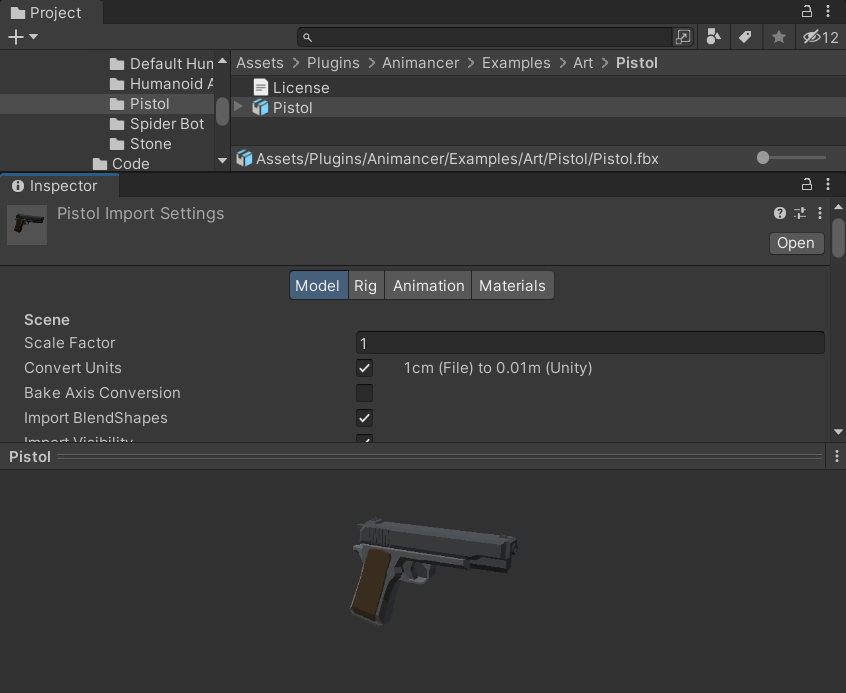 Project
12
Default Hun
Humanoid A
Pistol
Spider Bot
Stone
Code
Assets > Plugins > Animancer > Examples > Art > Pistol
License
Pistol
Assets/Plugins/Animancer/Examples/Art/Pistol/Pistol.fbx
Inspector
Pistol Import Settings
Open
Model Rig Animation Materials
Scene
Scale Factor 1
Convert Units 1cm (File) to 0.01m (Unity)
Bake Axis Conversion
Import BlendShapes
Import Visibility
Pistol